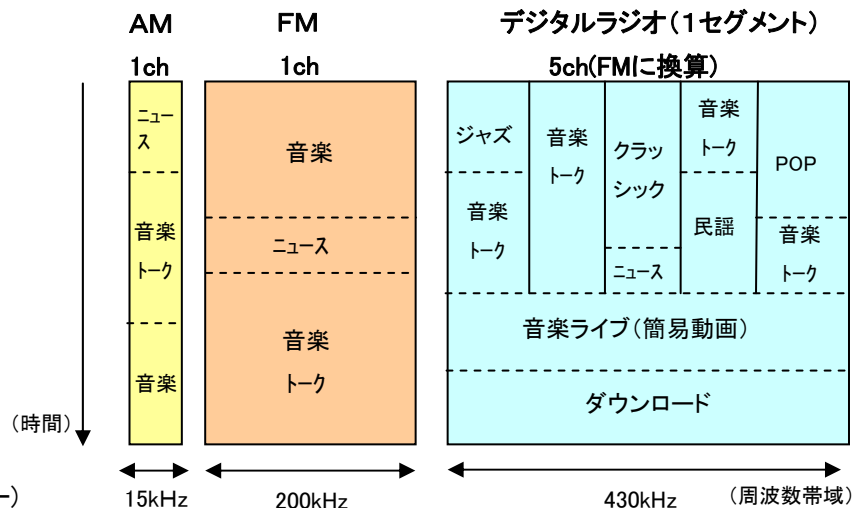 AM
FM
デジタルラジオ(1セグメント)
1ch
1ch
5ch(FMに換算)
ニュー
ス
音楽
トーク
音楽
音楽
ニュース
音楽
トーク
ジャズ
音楽
トーク
音楽
トーク
クラッ
シック
ニュース
音楽
トーク
民謡
POP
音楽
トーク
音楽ライブ(簡易動画)
ダウンロード
(時間)
15kHz
200kHz
430kHz
(周波数帯域)
ー)